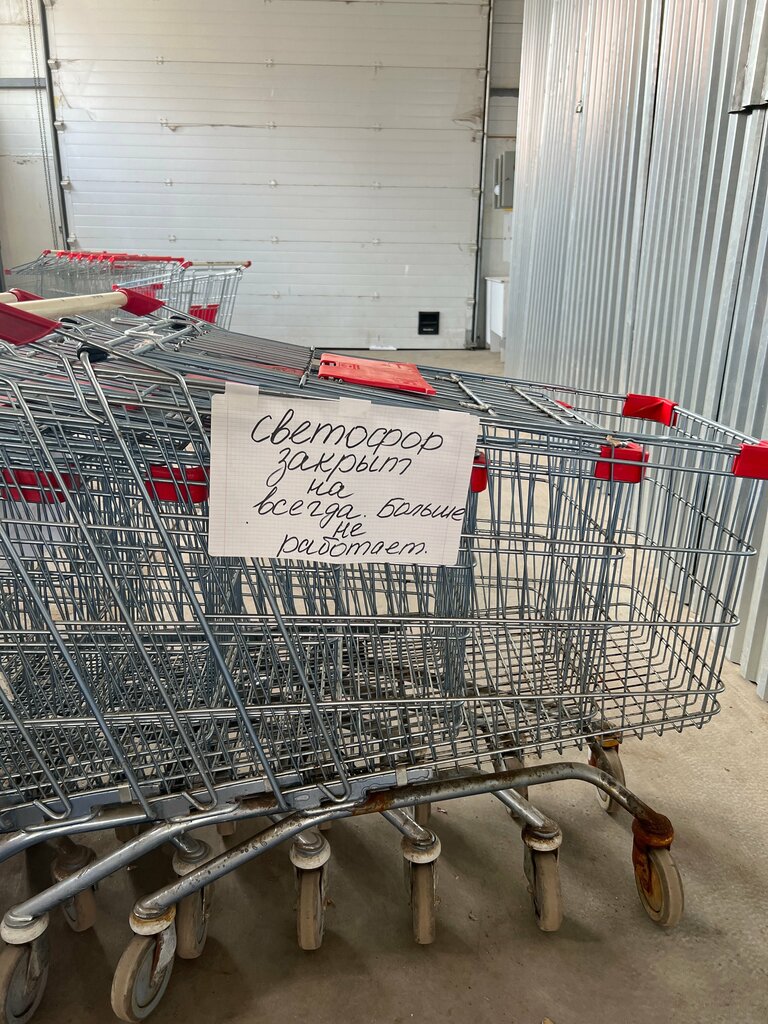 Светофор
закрыт
на
всегда. Больше
не
работает.